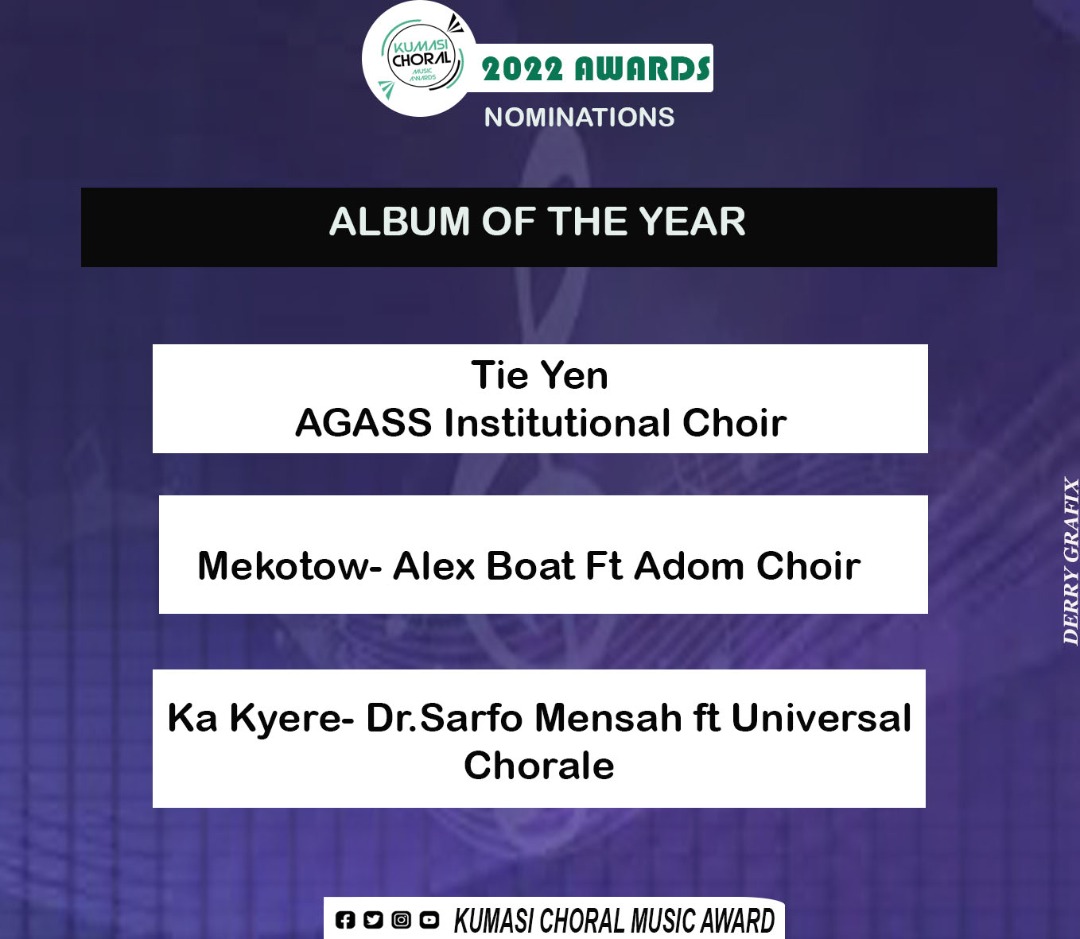 KUMASI
CHORAL
MUSIC
AWARDS
2022 AWARDS
NOMINATIONS
ALBUM OF THE YEAR
Tie Yen
AGASS Institutional Choir
Mekotow- Alex Boat Ft Adom Choir
Ka Kyere- Dr.Sarfo Mensah ft Universal
Chorale
DERRY GRAFIX
KUMASI CHORAL MUSIC AWARD